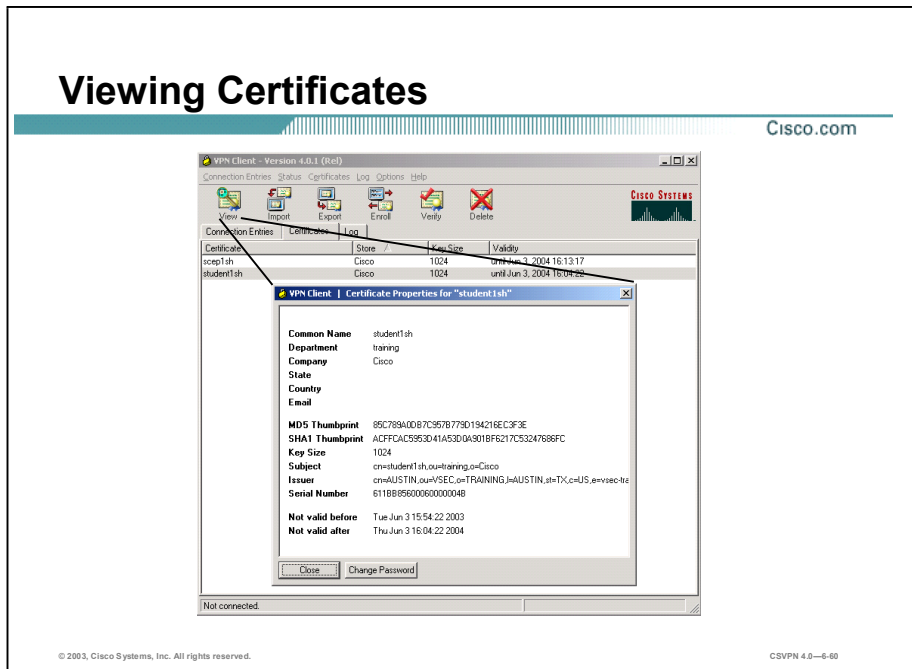 Viewing Certificates
Cisco.com
VPN Client - Version 4.0.1 (Rel)
Connection Entries Status Certificates Log Options Help
View Import Export Enroll Verify Delete
CISCO SYSTEMS
Connection Entries Certificates Log
Certificate Store Key Size Validity
scep1sh Cisco 1024 until Jun 3, 2004 16:13:17
student1sh Cisco 1024 until Jun 3, 2004 16:04:22
VPN Client | Certificate Properties for "student1sh"
Common Name student1sh
Department training
Company Cisco
State
Country
Email
MD5 Thumbprint 85C789A0DB7C957B779D194216EC3F3E
SHA1 Thumbprint ACFFCAC5953D41A53D0A901BF6217C53247686FC
Key Size 1024
Subject cn=student1sh,ou=training,o=Cisco
Issuer cn=AUSTIN,ou=VSEC,o=TRAINING,l=AUSTIN,st=TX,c=US,e=vsec-tra
Serial Number 611BB85600060000004B
Not valid before Tue Jun 3 15:54:22 2003
Not valid after Thu Jun 3 16:04:22 2004
Close Change Password
Not connected.
© 2003, Cisco Systems, Inc. All rights reserved.
CSVPN 4.0—6-60